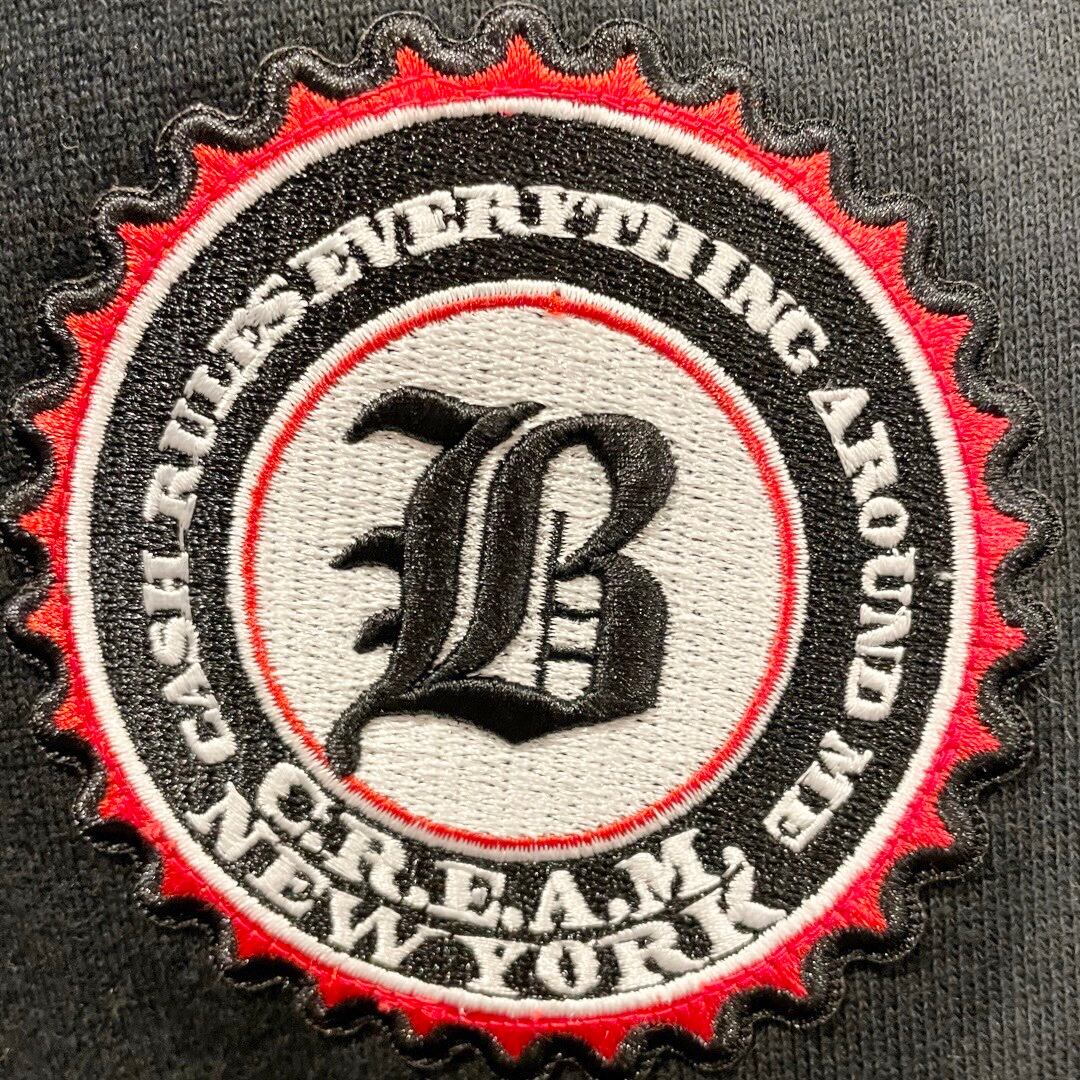 CASH RULES EVERYTHING AROUND ME
B
C.R.E.A.M.
NEW YORK